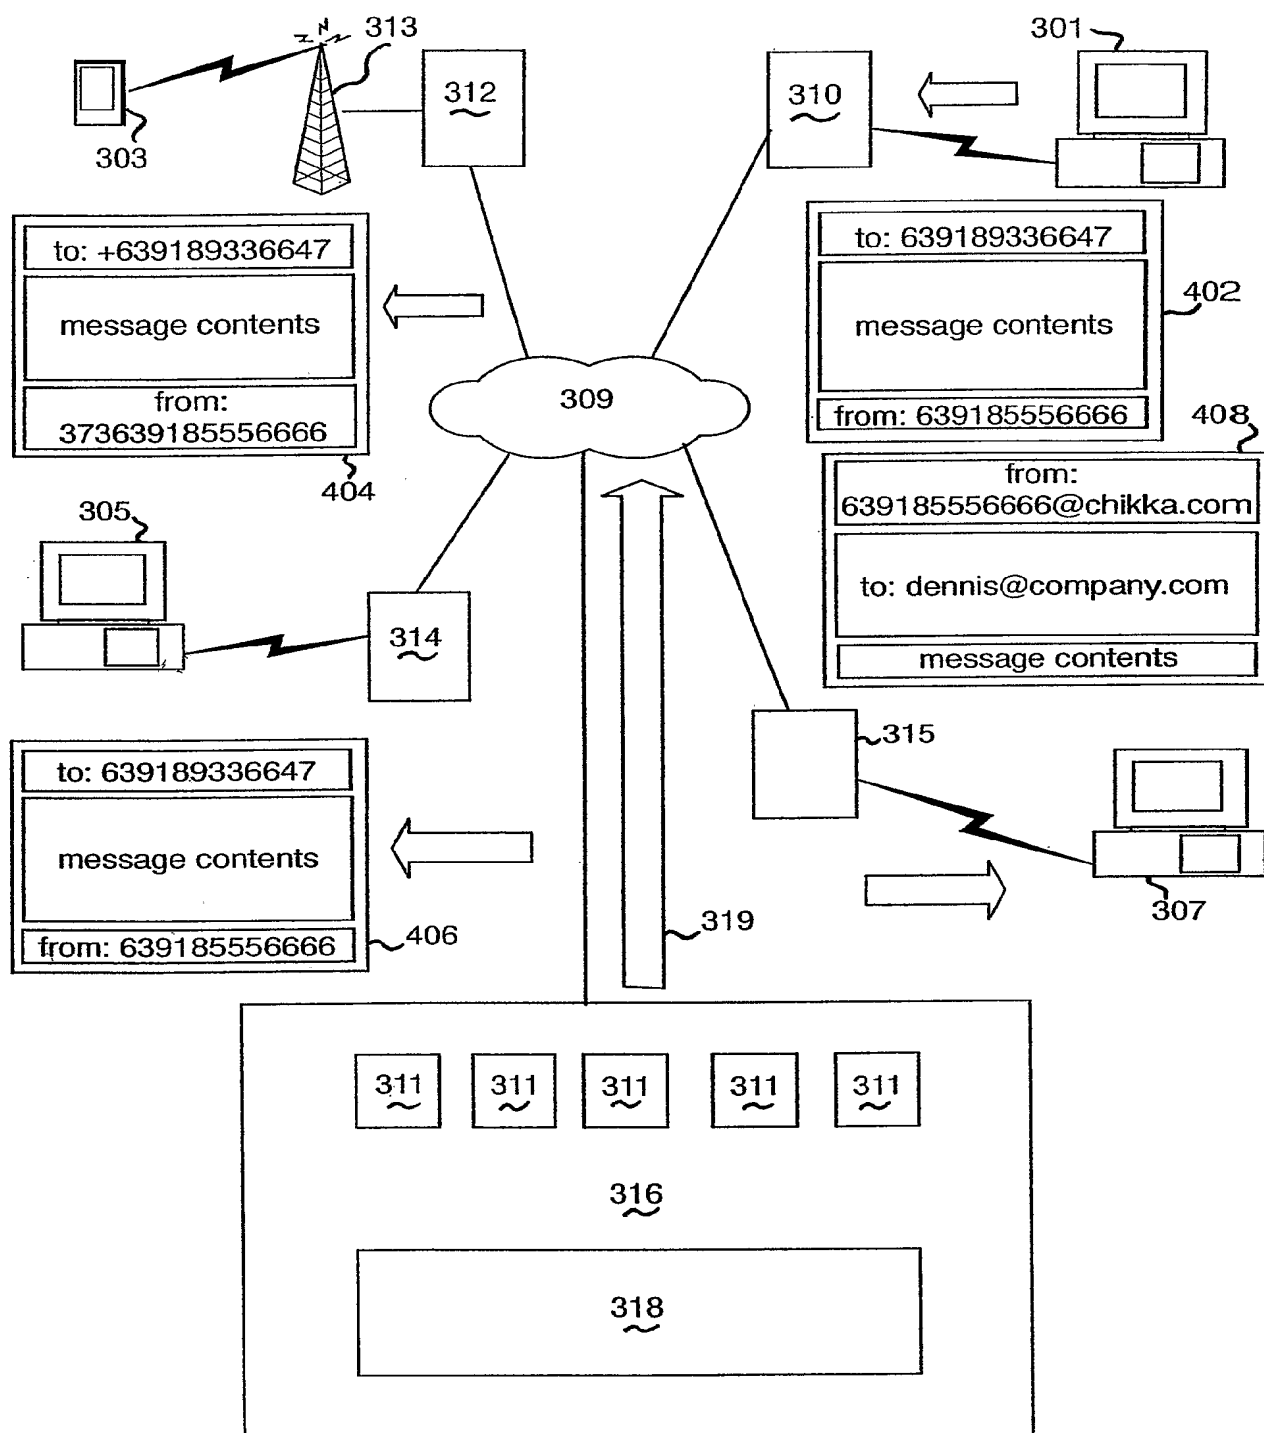 313
301
312
310
303
to: +639189336647
message contents
from:
373639185556666
404
to: 639189336647
message contents
from: 639185556666
402
309
408
from:
639185556666@chikka.com
to: dennis@company.com
message contents
305
314
315
to: 639189336647
message contents
from: 639185556666
406
319
307
311
311
311
311
311
316
318